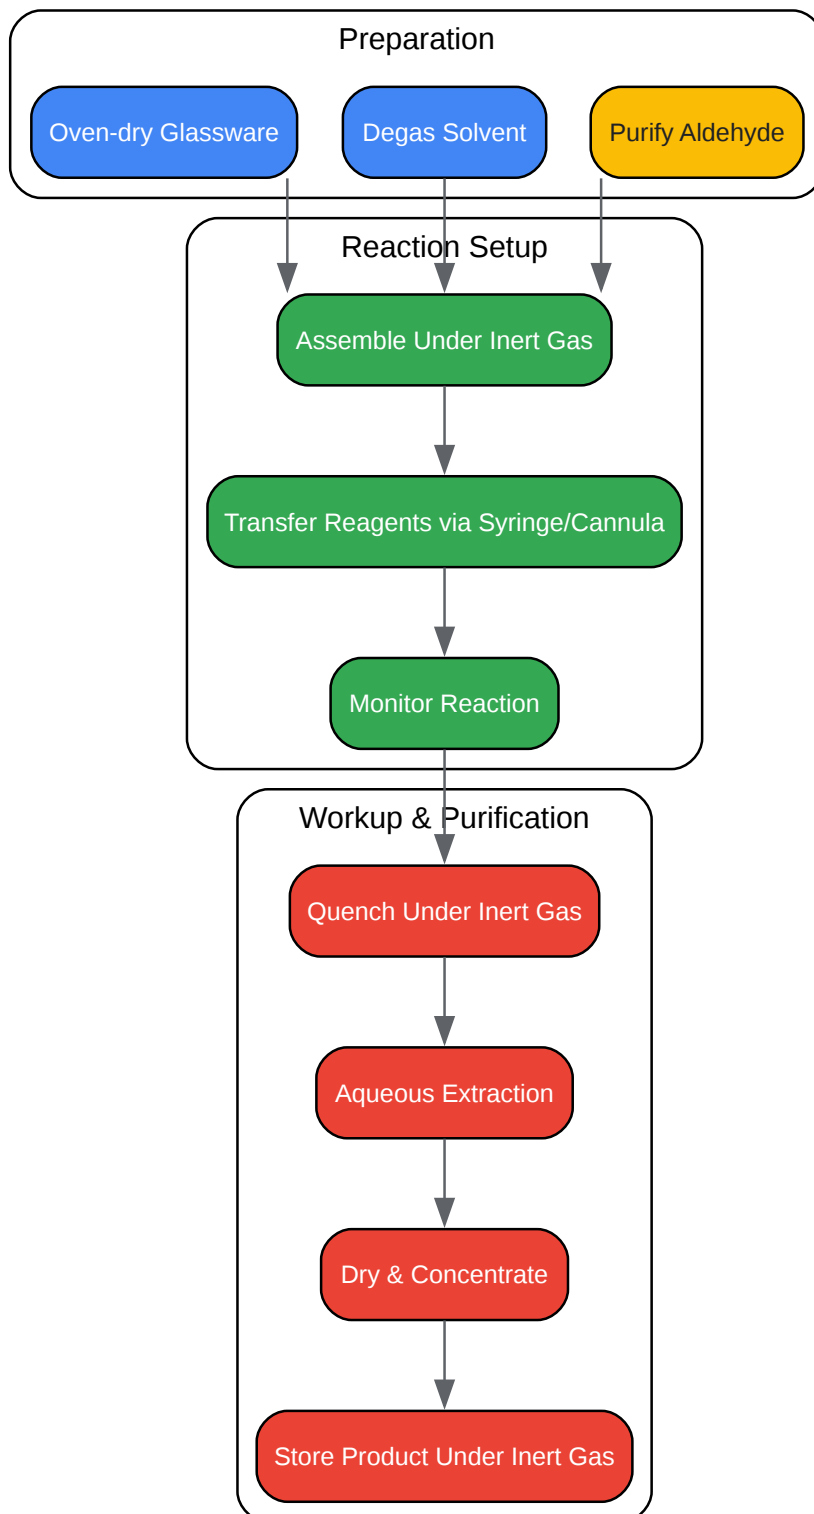 Preparation
Oven-dry Glassware
Degas Solvent
Purify Aldehyde
Reaction Setup
Assemble Under Inert Gas
Transfer Reagents via Syringe/Cannula
Monitor Reaction
Workup & Purification
Quench Under Inert Gas
Aqueous Extraction
Dry & Concentrate
Store Product Under Inert Gas